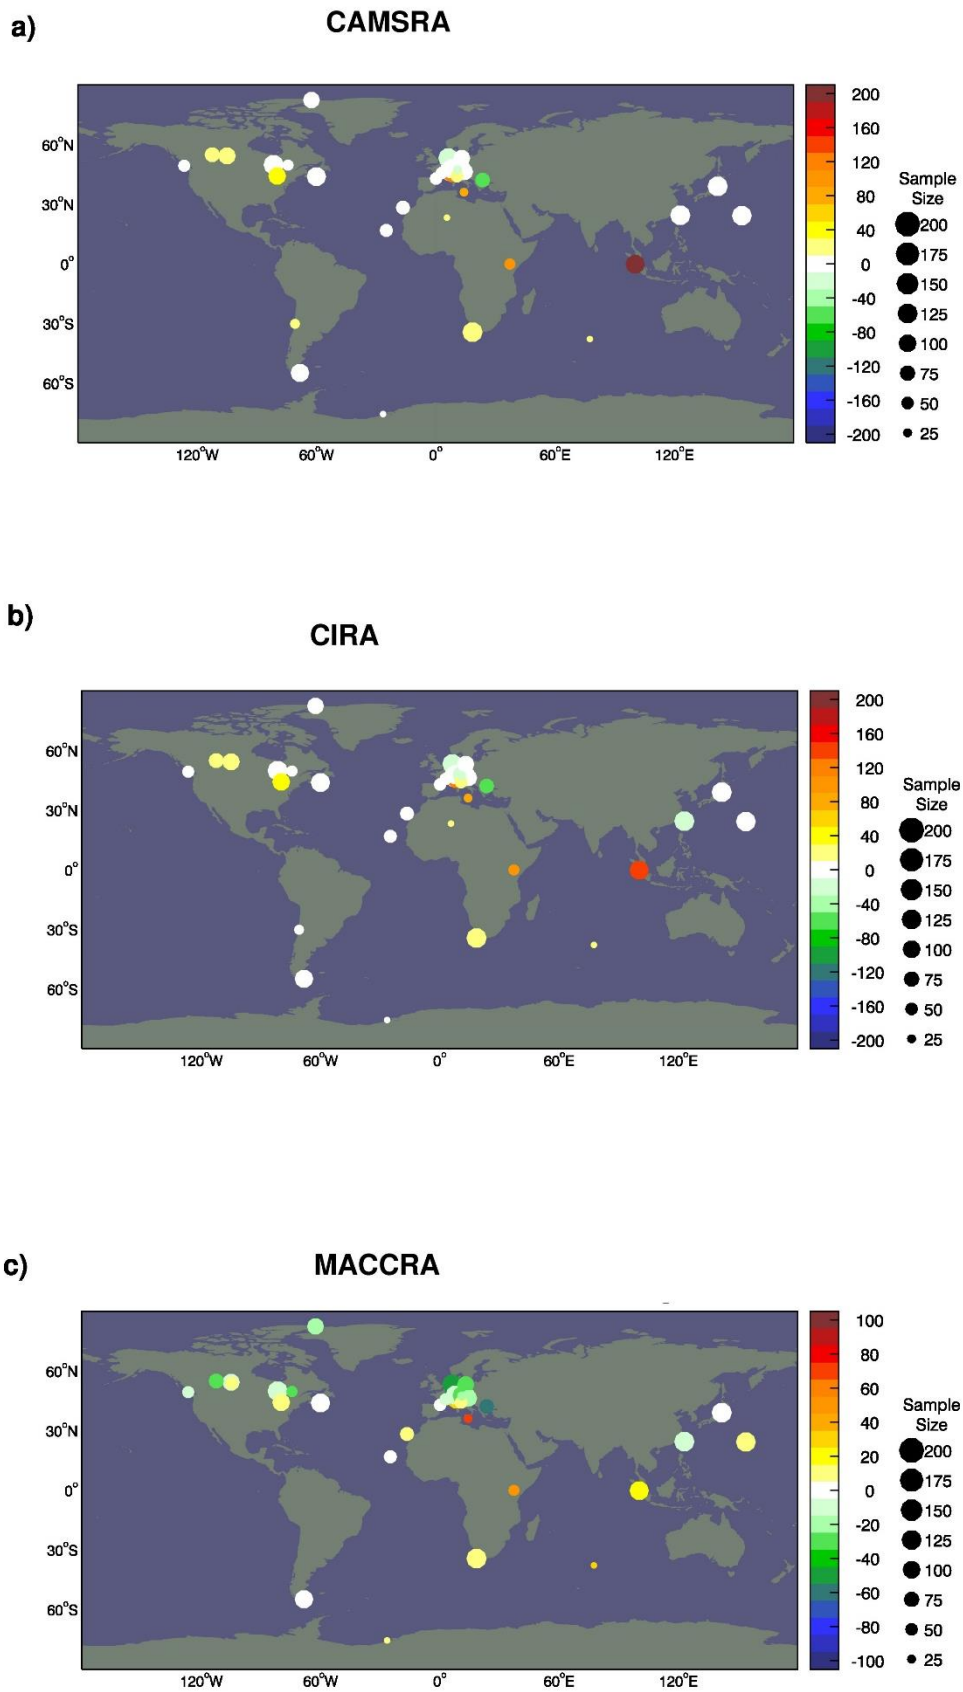 a)
CAMSRA
60°N
30°N
0°
30°S
60°S
120°W
60°W
0°
60°E
120°E
200
160
120
80
40
0
-40
-80
-120
-160
-200
Sample
Size
200
175
150
125
100
75
50
25
b)
CIRA
60°N
30°N
0°
30°S
60°S
120°W
60°W
0°
60°E
120°E
200
160
120
80
40
0
-40
-80
-120
-160
-200
Sample
Size
200
175
150
125
100
75
50
25
c)
MACCRA
60°N
30°N
0°
30°S
60°S
120°W
60°W
0°
60°E
120°E
100
80
60
40
20
0
-20
-40
-60
-80
-100
Sample
Size
200
175
150
125
100
75
50
25